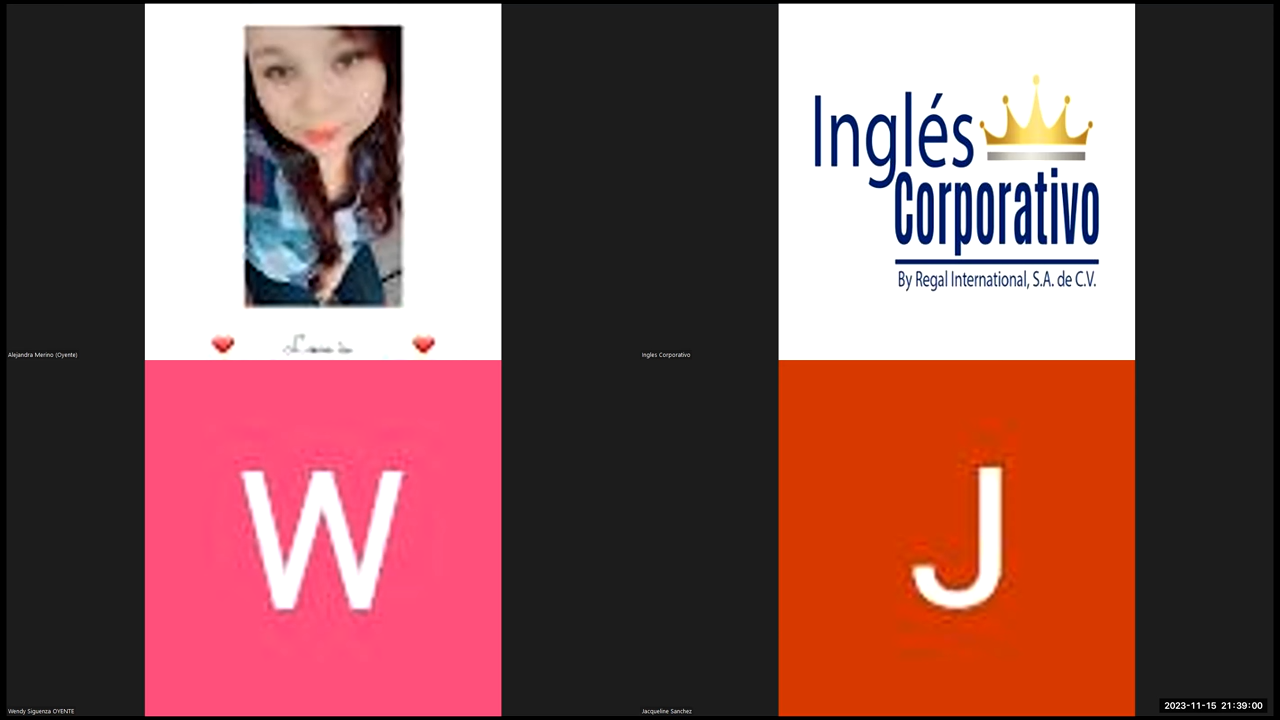 Inglés
Corporativo
By Regal International, S.A. de C.V.
Alejandra Merino (Oyente)
Ingles Corporativo
W
J
Wendy Siguenza OYENTE
Jacqueline Sanchez
2023-11-15 21:39:00